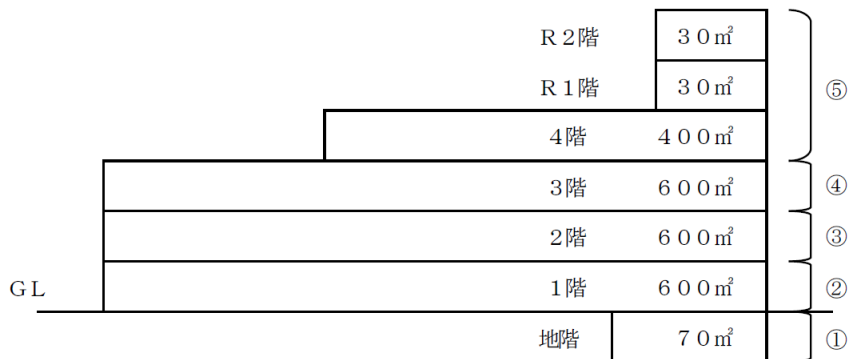 R2階 30㎡
R1階 30㎡
⑤
4階 400㎡
3階 600㎡ ④
2階 600㎡ ③
GL 1階 600㎡ ②
地階 70㎡ ①